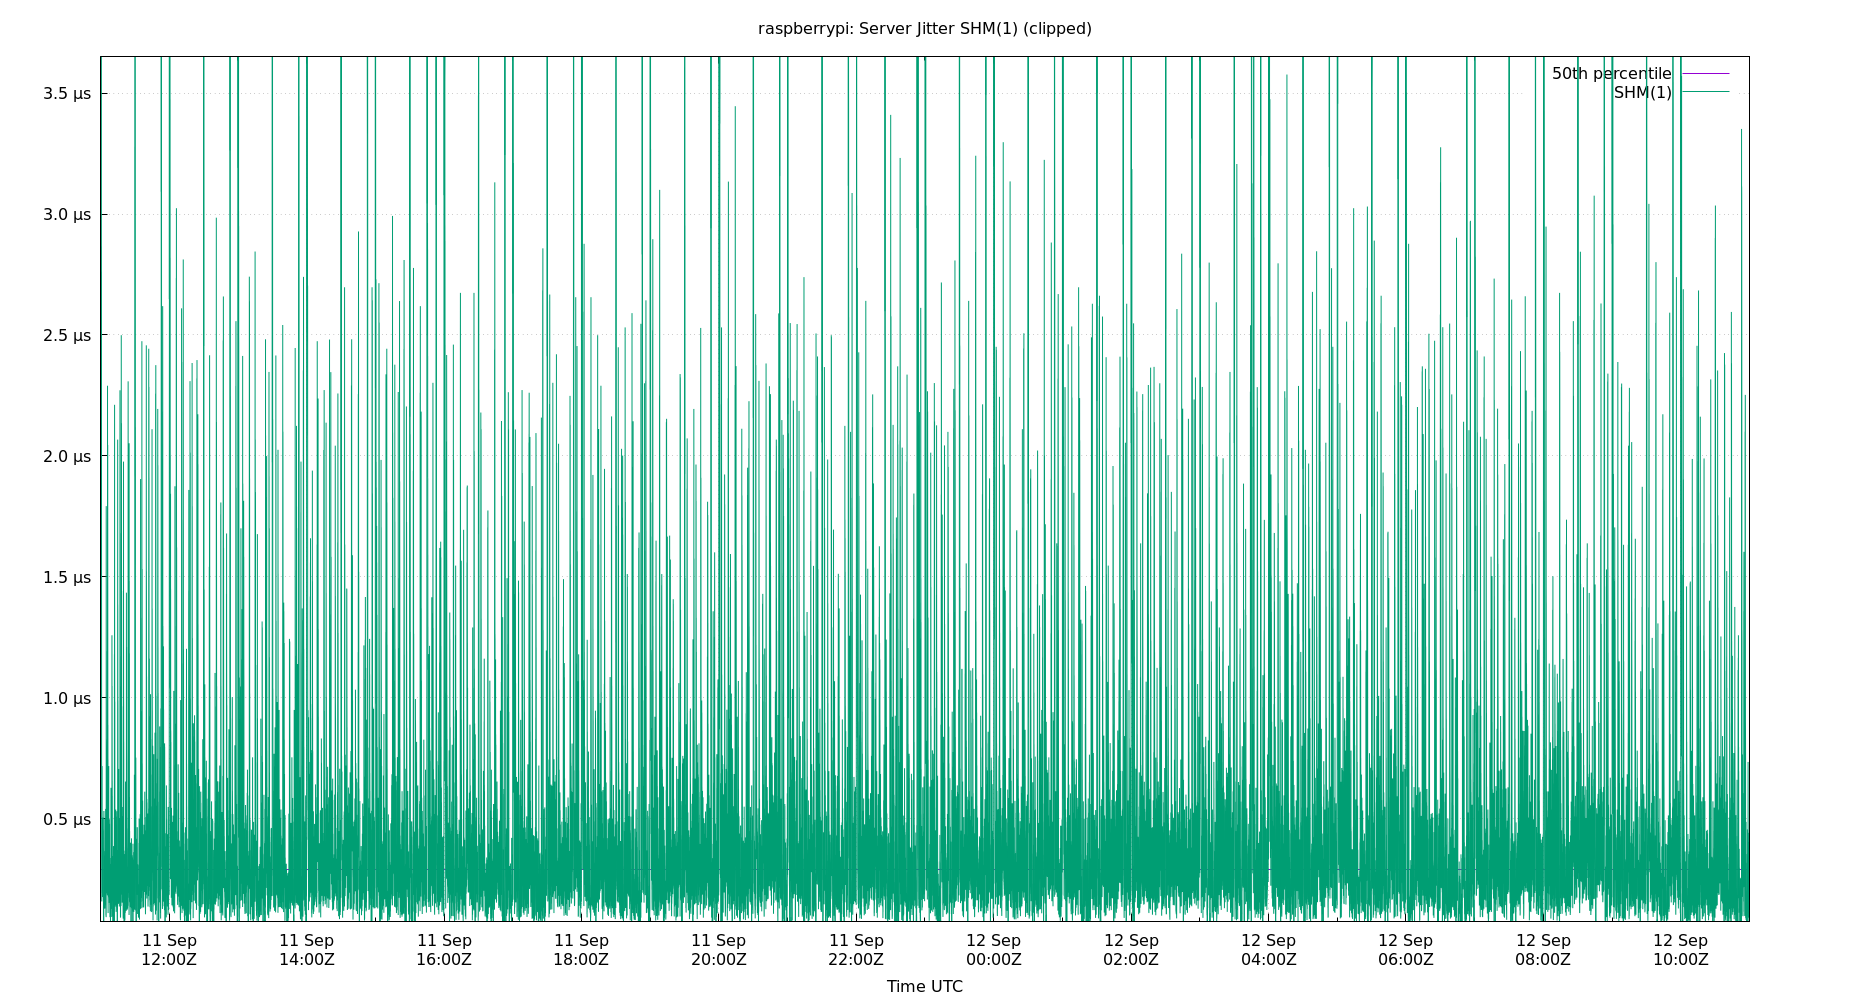 raspberrypi: Server Jitter SHM(1) (clipped)
50th percentile
SHM(1)
3.5 µs
3.0 µs
2.5 µs
2.0 µs
1.5 µs
1.0 µs
0.5 µs
11 Sep 11 Sep 11 Sep 11 Sep 11 Sep 11 Sep 12 Sep 12 Sep 12 Sep 12 Sep 12 Sep 12 Sep
12:00Z 14:00Z 16:00Z 18:00Z 20:00Z 22:00Z 00:00Z 02:00Z 04:00Z 06:00Z 08:00Z 10:00Z
Time UTC